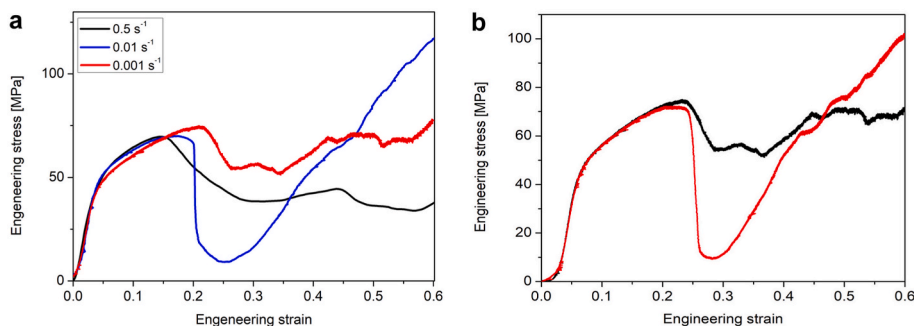 a
0.5 s⁻¹
0.01 s⁻¹
0.001 s⁻¹
Engeneering stress [MPa]
100
50
0
0.0 0.1 0.2 0.3 0.4 0.5 0.6
Engeneering strain
b
Engineering stress [MPa]
100
80
60
40
20
0
0.0 0.1 0.2 0.3 0.4 0.5 0.6
Engineering strain